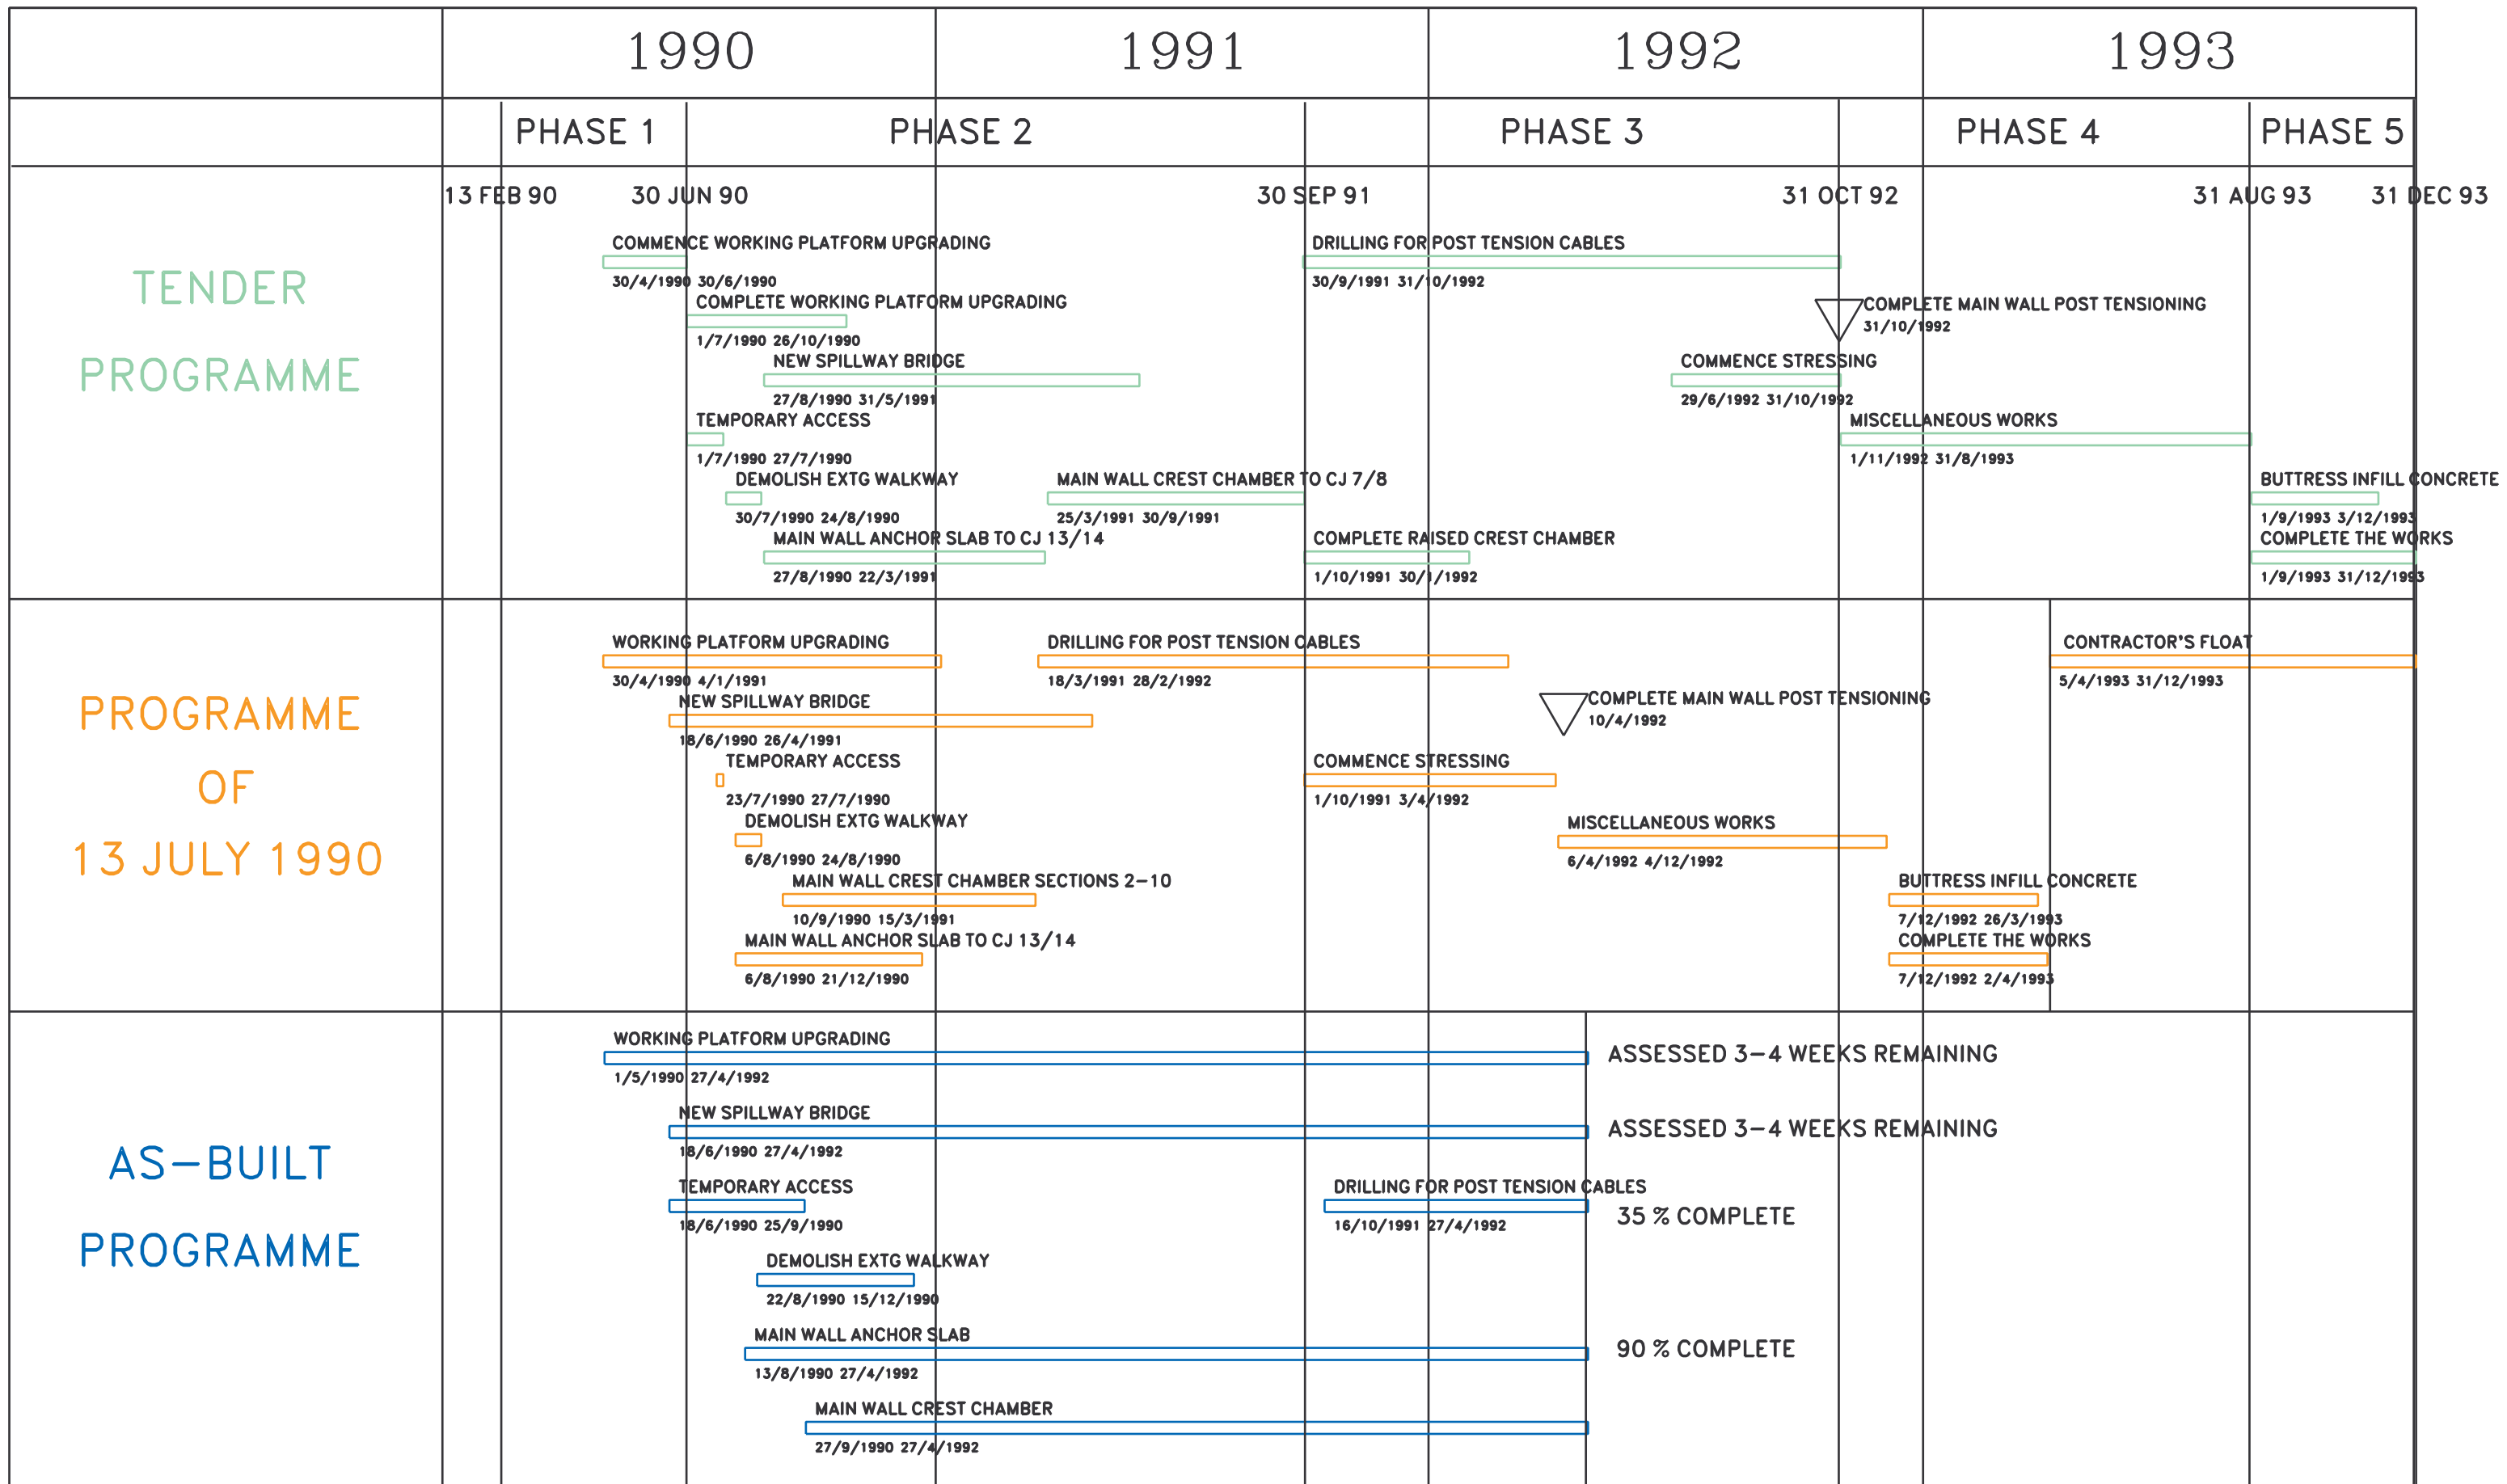 1990
1991
1992
1993
PHASE 1
PHASE 2
PHASE 3
PHASE 4
PHASE 5
13 FEB 90
30 JUN 90
30 SEP 91
31 OCT 92
31 AUG 93
31 DEC 93
TENDER
PROGRAMME
COMMENCE WORKING PLATFORM UPGRADING
30/4/1990 30/6/1990
DRILLING FOR POST TENSION CABLES
30/9/1991 31/10/1992
COMPLETE WORKING PLATFORM UPGRADING
1/7/1990 26/10/1990
COMPLETE MAIN WALL POST TENSIONING
31/10/1992
NEW SPILLWAY BRIDGE
27/8/1990 31/5/1991
COMMENCE STRESSING
29/6/1992 31/10/1992
TEMPORARY ACCESS
1/7/1990 27/7/1990
MISCELLANEOUS WORKS
1/11/1992 31/8/1993
DEMOLISH EXTG WALKWAY
30/7/1990 24/8/1990
MAIN WALL CREST CHAMBER TO CJ 7/8
25/3/1991 30/9/1991
BUTTRESS INFILL CONCRETE
1/9/1993 3/12/1993
MAIN WALL ANCHOR SLAB TO CJ 13/14
27/8/1990 22/3/1991
COMPLETE RAISED CREST CHAMBER
1/10/1991 30/1/1992
COMPLETE THE WORKS
1/9/1993 31/12/1993
PROGRAMME
OF
13 JULY 1990
WORKING PLATFORM UPGRADING
30/4/1990 4/1/1991
DRILLING FOR POST TENSION CABLES
18/3/1991 28/2/1992
CONTRACTOR'S FLOAT
5/4/1993 31/12/1993
NEW SPILLWAY BRIDGE
18/6/1990 26/4/1991
COMPLETE MAIN WALL POST TENSIONING
10/4/1992
TEMPORARY ACCESS
23/7/1990 27/7/1990
COMMENCE STRESSING
1/10/1991 3/4/1992
DEMOLISH EXTG WALKWAY
6/8/1990 24/8/1990
MISCELLANEOUS WORKS
6/4/1992 4/12/1992
MAIN WALL CREST CHAMBER SECTIONS 2-10
10/9/1990 15/3/1991
BUTTRESS INFILL CONCRETE
7/12/1992 26/3/1993
MAIN WALL ANCHOR SLAB TO CJ 13/14
6/8/1990 21/12/1990
COMPLETE THE WORKS
7/12/1992 2/4/1993
AS-BUILT
PROGRAMME
WORKING PLATFORM UPGRADING
1/5/1990 27/4/1992
ASSESSED 3-4 WEEKS REMAINING
NEW SPILLWAY BRIDGE
18/6/1990 27/4/1992
ASSESSED 3-4 WEEKS REMAINING
TEMPORARY ACCESS
18/6/1990 25/9/1990
DRILLING FOR POST TENSION CABLES
16/10/1991 27/4/1992
35 % COMPLETE
DEMOLISH EXTG WALKWAY
22/8/1990 15/12/1990
MAIN WALL ANCHOR SLAB
13/8/1990 27/4/1992
90 % COMPLETE
MAIN WALL CREST CHAMBER
27/9/1990 27/4/1992